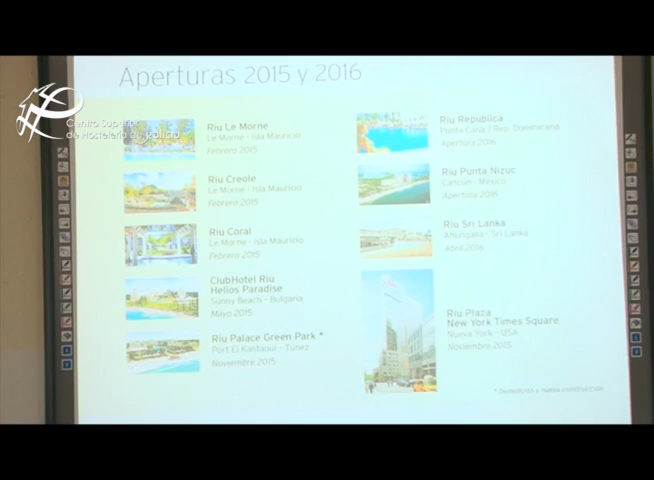 Aperturas 2015 y 2016
Centro Superior
de Hostelería de Galicia
Riu Le Morne
Le Morne - Isla Mauricio
Febrero 2015
Riu Creole
Le Morne - Isla Mauricio
Febrero 2015
Riu Coral
Le Morne - Isla Mauricio
Febrero 2015
ClubHotel Riu
Helios Paradise
Sunny Beach - Bulgaria
Mayo 2015
Riu Palace Green Park *
Port El Kantaoui - Túnez
Noviembre 2015
Riu Republica
Punta Cana / Rep. Dominicana
Apertura 2016
Riu Punta Nizuc
Cancún - México
Apertura 2016
Riu Sri Lanka
Ahungalla - Sri Lanka
Abril 2016
Riu Plaza
New York Times Square
Nueva York - USA
Noviembre 2015
* y nueva construcción